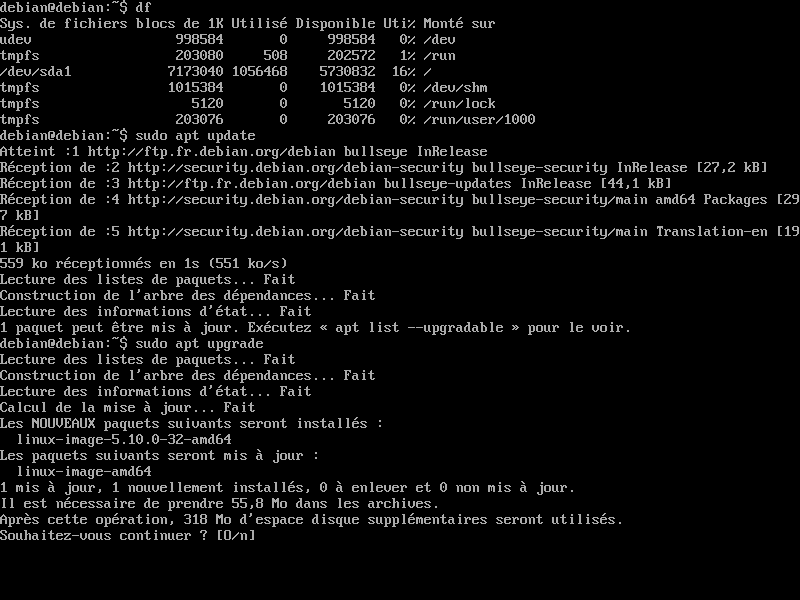 debian@debian:~$ df
Sys. de fichiers blocs de 1K Utilisé Disponible Uti% Monté sur
udev                  998584       0     998584   0% /dev
tmpfs                 203080     508     202572   1% /run
/dev/sda1            7173040 1056468    5730832  16% /
tmpfs                1015384       0    1015384   0% /dev/shm
tmpfs                   5120       0       5120   0% /run/lock
tmpfs                 203076       0     203076   0% /run/user/1000
debian@debian:~$ sudo apt update
Atteint :1 http://ftp.fr.debian.org/debian bullseye InRelease
Réception de :2 http://security.debian.org/debian-security bullseye-security InRelease [27,2 kB]
Réception de :3 http://ftp.fr.debian.org/debian bullseye-updates InRelease [44,1 kB]
Réception de :4 http://security.debian.org/debian-security bullseye-security/main amd64 Packages [29
7 kB]
Réception de :5 http://security.debian.org/debian-security bullseye-security/main Translation-en [19
1 kB]
559 ko réceptionnés en 1s (551 ko/s)
Lecture des listes de paquets... Fait
Construction de l'arbre des dépendances... Fait
Lecture des informations d'état... Fait
1 paquet peut être mis à jour. Exécutez « apt list --upgradable » pour le voir.
debian@debian:~$ sudo apt upgrade
Lecture des listes de paquets... Fait
Construction de l'arbre des dépendances... Fait
Lecture des informations d'état... Fait
Calcul de la mise à jour... Fait
Les NOUVEAUX paquets suivants seront installés :
  linux-image-5.10.0-32-amd64
Les paquets suivants seront mis à jour :
  linux-image-amd64
1 mis à jour, 1 nouvellement installés, 0 à enlever et 0 non mis à jour.
Il est nécessaire de prendre 55,8 Mo dans les archives.
Après cette opération, 318 Mo d'espace disque supplémentaires seront utilisés.
Souhaitez-vous continuer ? [O/n]